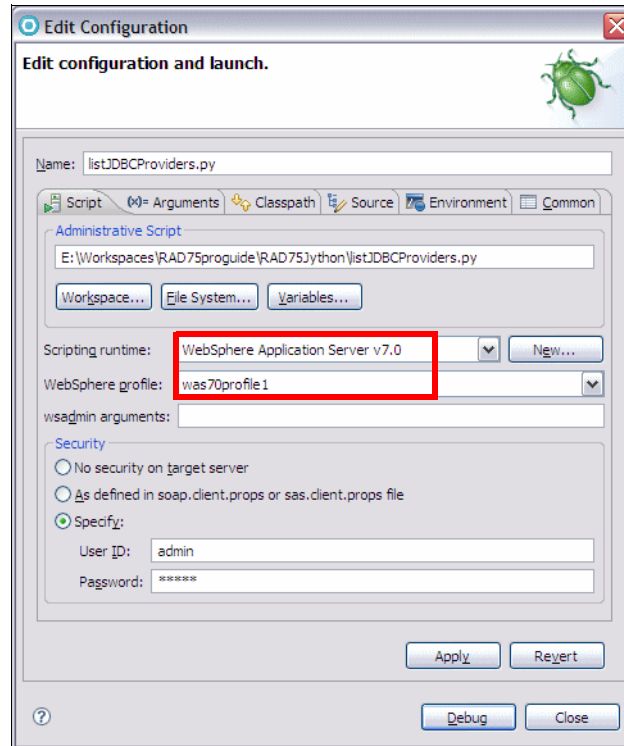 Edit Configuration
Edit configuration and launch.
Name: listJDBCProviders.py
Script (x)= Arguments Classpath Source Environment Common
Administrative Script
E:\Workspaces\RAD75proguide\RAD75Jython\listJDBCProviders.py
Workspace... File System... Variables...
Scripting runtime: WebSphere Application Server v7.0 New...
WebSphere profile: was70profile1
wsadmin arguments:
Security
No security on target server
As defined in soap.client.props or sas.client.props file
Specify:
User ID: admin
Password: *****
Apply Revert
? Debug Close